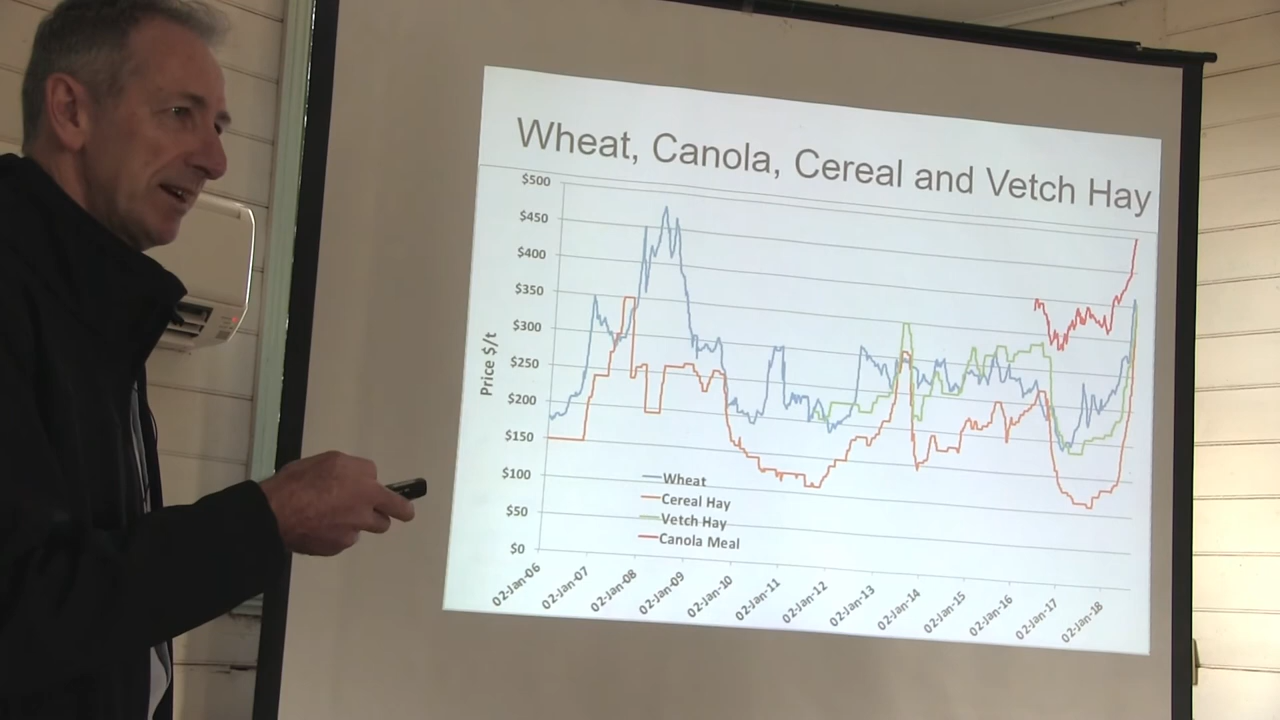 Wheat, Canola, Cereal and Vetch Hay
$500
$450
$400
$350
$300
$250
$200
$150
$100
$50
$0
Price $/t
Wheat
Cereal Hay
Vetch Hay
Canola Meal
02-Jan-06
02-Jan-07
02-Jan-08
02-Jan-09
02-Jan-10
02-Jan-11
02-Jan-12
02-Jan-13
02-Jan-14
02-Jan-15
02-Jan-16
02-Jan-17
02-Jan-18